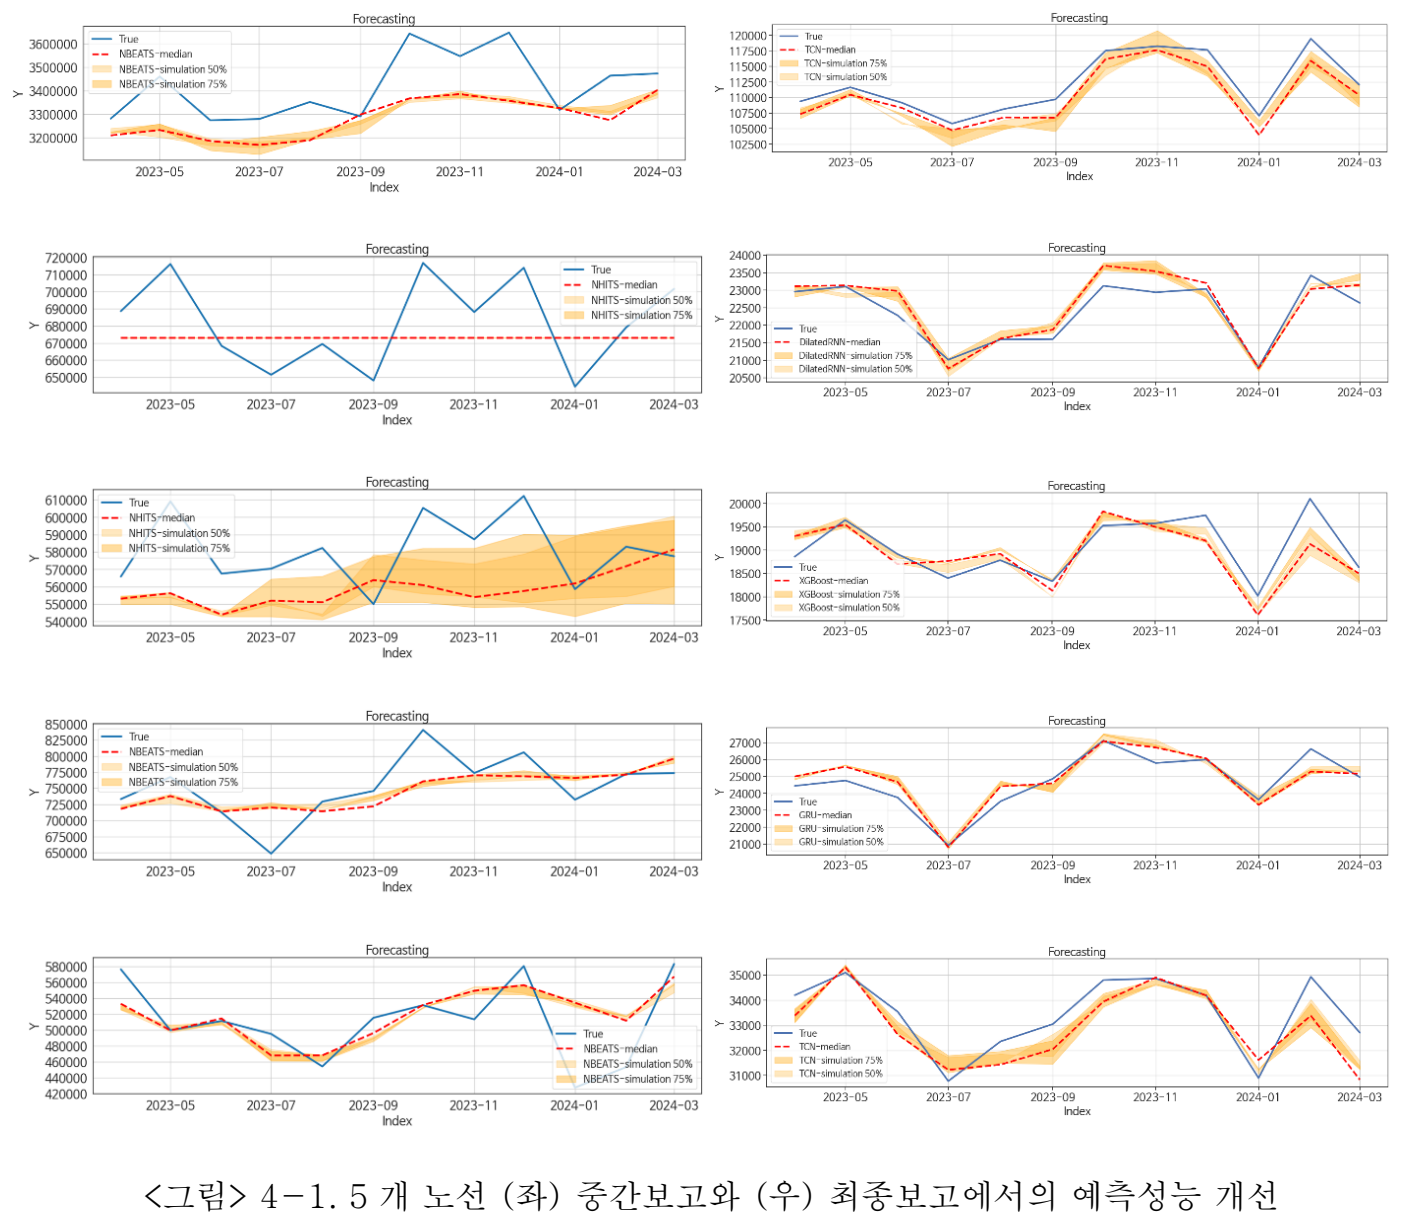 Forecasting
True
NBEATS-median
NBEATS-simulation 50%
NBEATS-simulation 75%
Y
3600000
3500000
3400000
3300000
3200000
2023-05
2023-07
2023-09
2023-11
2024-01
2024-03
Index
Forecasting
True
TCN-median
TCN-simulation 75%
TCN-simulation 50%
Y
120000
117500
115000
112500
110000
107500
105000
102500
2023-05
2023-07
2023-09
2023-11
2024-01
2024-03
Index
Forecasting
True
NHITS-median
NHITS-simulation 50%
NHITS-simulation 75%
Y
720000
710000
700000
690000
680000
670000
660000
650000
2023-05
2023-07
2023-09
2023-11
2024-01
2024-03
Index
Forecasting
True
DilatedRNN-median
DilatedRNN-simulation 75%
DilatedRNN-simulation 50%
Y
24000
23500
23000
22500
22000
21500
21000
20500
2023-05
2023-07
2023-09
2023-11
2024-01
2024-03
Index
Forecasting
True
NHITS-median
NHITS-simulation 50%
NHITS-simulation 75%
Y
610000
600000
590000
580000
570000
560000
550000
540000
2023-05
2023-07
2023-09
2023-11
2024-01
2024-03
Index
Forecasting
True
XGBoost-median
XGBoost-simulation 75%
XGBoost-simulation 50%
Y
20000
19500
19000
18500
18000
17500
2023-05
2023-07
2023-09
2023-11
2024-01
2024-03
Index
Forecasting
True
NBEATS-median
NBEATS-simulation 50%
NBEATS-simulation 75%
Y
850000
825000
800000
775000
750000
725000
700000
675000
650000
2023-05
2023-07
2023-09
2023-11
2024-01
2024-03
Index
Forecasting
True
GRU-median
GRU-simulation 75%
GRU-simulation 50%
Y
27000
26000
25000
24000
23000
22000
21000
2023-05
2023-07
2023-09
2023-11
2024-01
2024-03
Index
Forecasting
True
NBEATS-median
NBEATS-simulation 50%
NBEATS-simulation 75%
Y
580000
560000
540000
520000
500000
480000
460000
440000
420000
2023-05
2023-07
2023-09
2023-11
2024-01
2024-03
Index
Forecasting
True
TCN-median
TCN-simulation 75%
TCN-simulation 50%
Y
35000
34000
33000
32000
31000
2023-05
2023-07
2023-09
2023-11
2024-01
2024-03
Index
<그림> 4-1. 5개 노선 (좌) 중간보고와 (우) 최종보고에서의 예측성능 개선